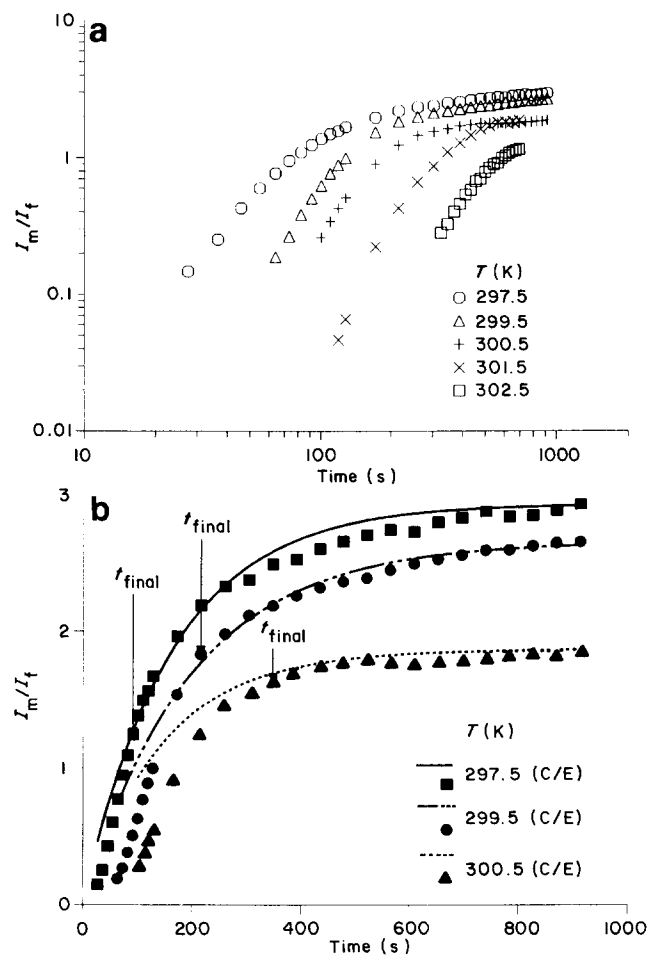 a
10
1
0.1
0.01
I_m/I_f
10
100
1000
Time (s)
T (K)
297.5
299.5
300.5
301.5
302.5
b
3
2
1
0
I_m/I_f
t_final
t_final
t_final
T (K)
297.5 (C/E)
299.5 (C/E)
300.5 (C/E)
0
200
400
600
800
1000
Time (s)